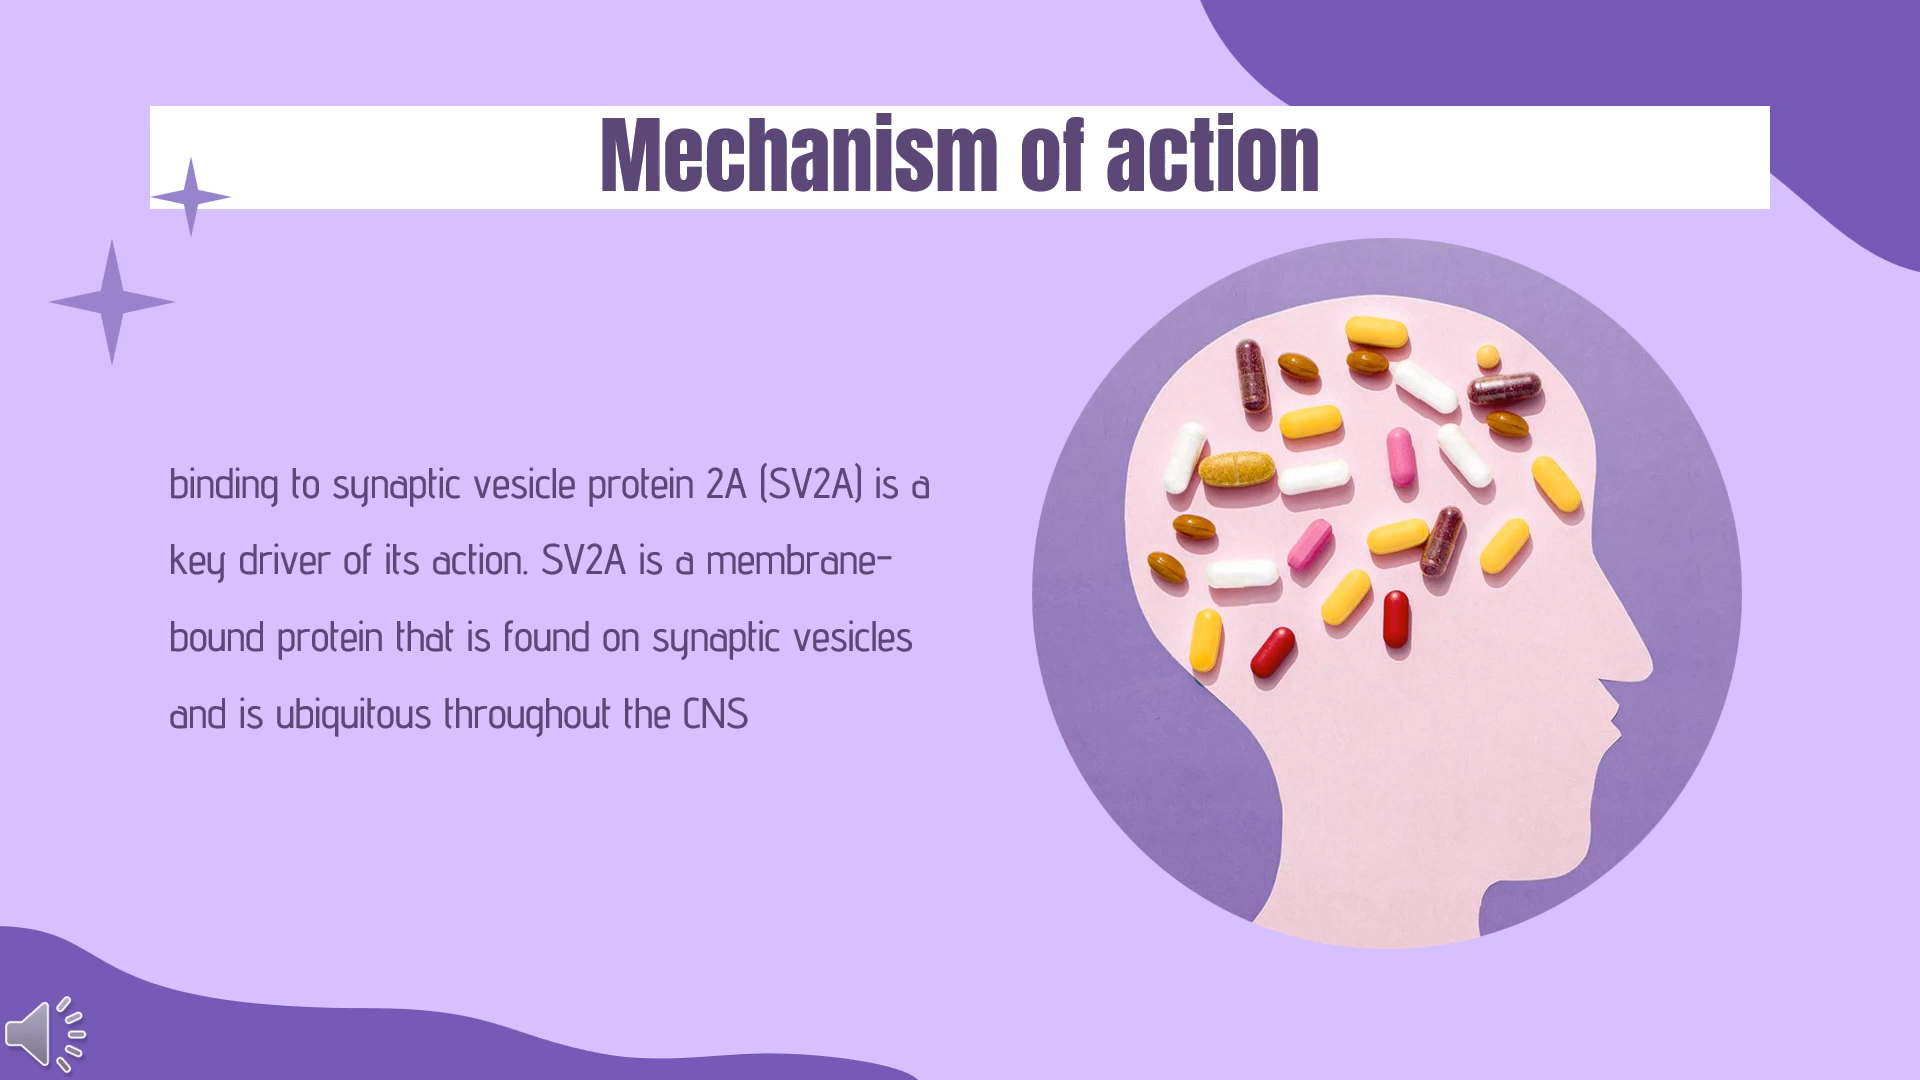 Mechanism of action
binding to synaptic vesicle protein 2A (SV2A) is a
key driver of its action. SV2A is a membrane-
bound protein that is found on synaptic vesicles
and is ubiquitous throughout the CNS